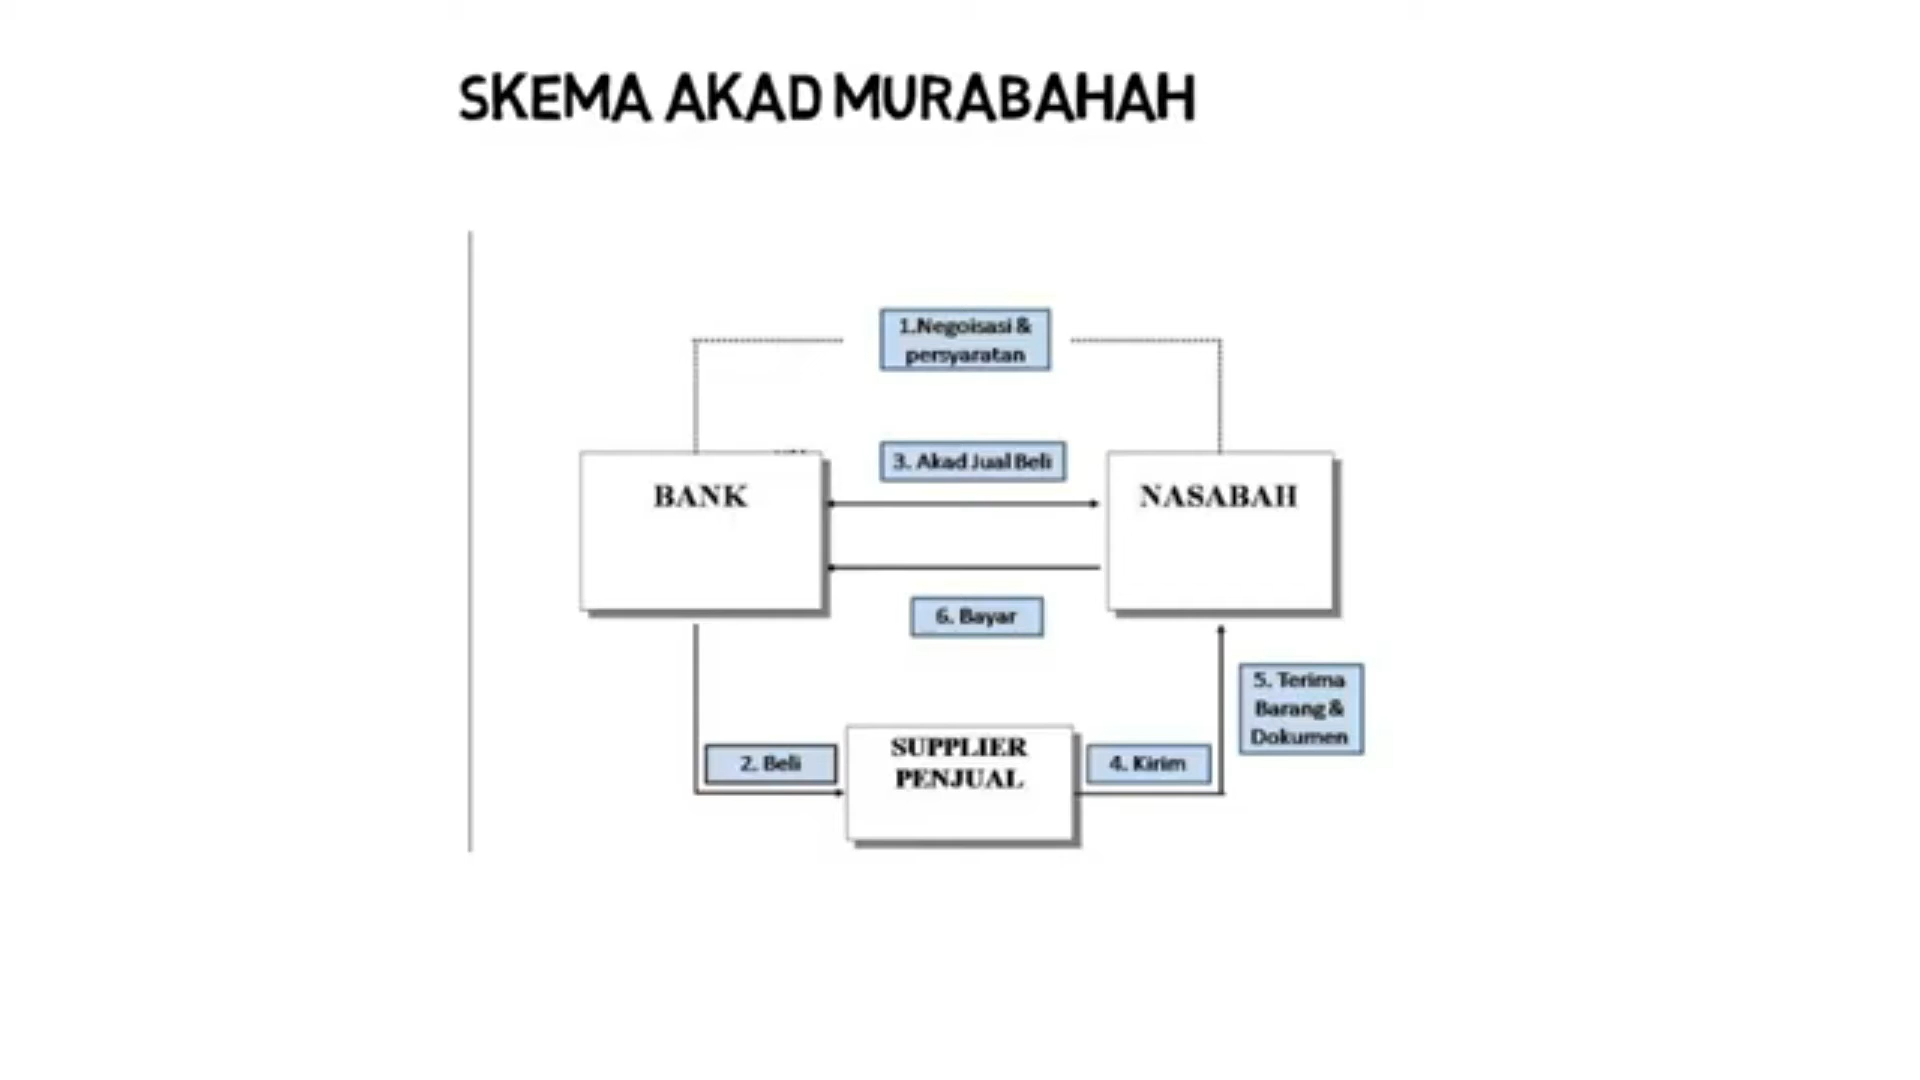 SKEMA AKAD MURABAHAH
1.Negoisasi &
persyaratan
3. Akad Jual Beli
BANK
NASABAH
6. Bayar
5. Terima
Barang &
Dokumen
2. Beli
SUPPLIER
PENJUAL
4. Kirim